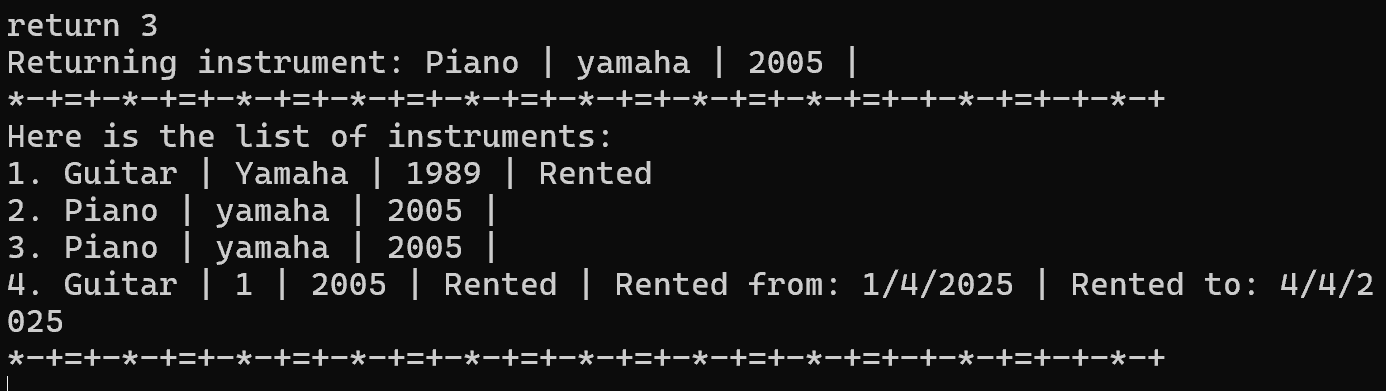 return 3
Returning instrument: Piano | yamaha | 2005 |
*-+=+-*-+=+-*-+=+-*-+=+-*-+=+-*-+=+-*-+=+-*-+=+-+-*-+=+-+-*-+
Here is the list of instruments:
1. Guitar | Yamaha | 1989 | Rented
2. Piano | yamaha | 2005 |
3. Piano | yamaha | 2005 |
4. Guitar | 1 | 2005 | Rented | Rented from: 1/4/2025 | Rented to: 4/4/2
025
*-+=+-*-+=+-*-+=+-*-+=+-*-+=+-*-+=+-*-+=+-*-+=+-+-*-+=+-+-*-+